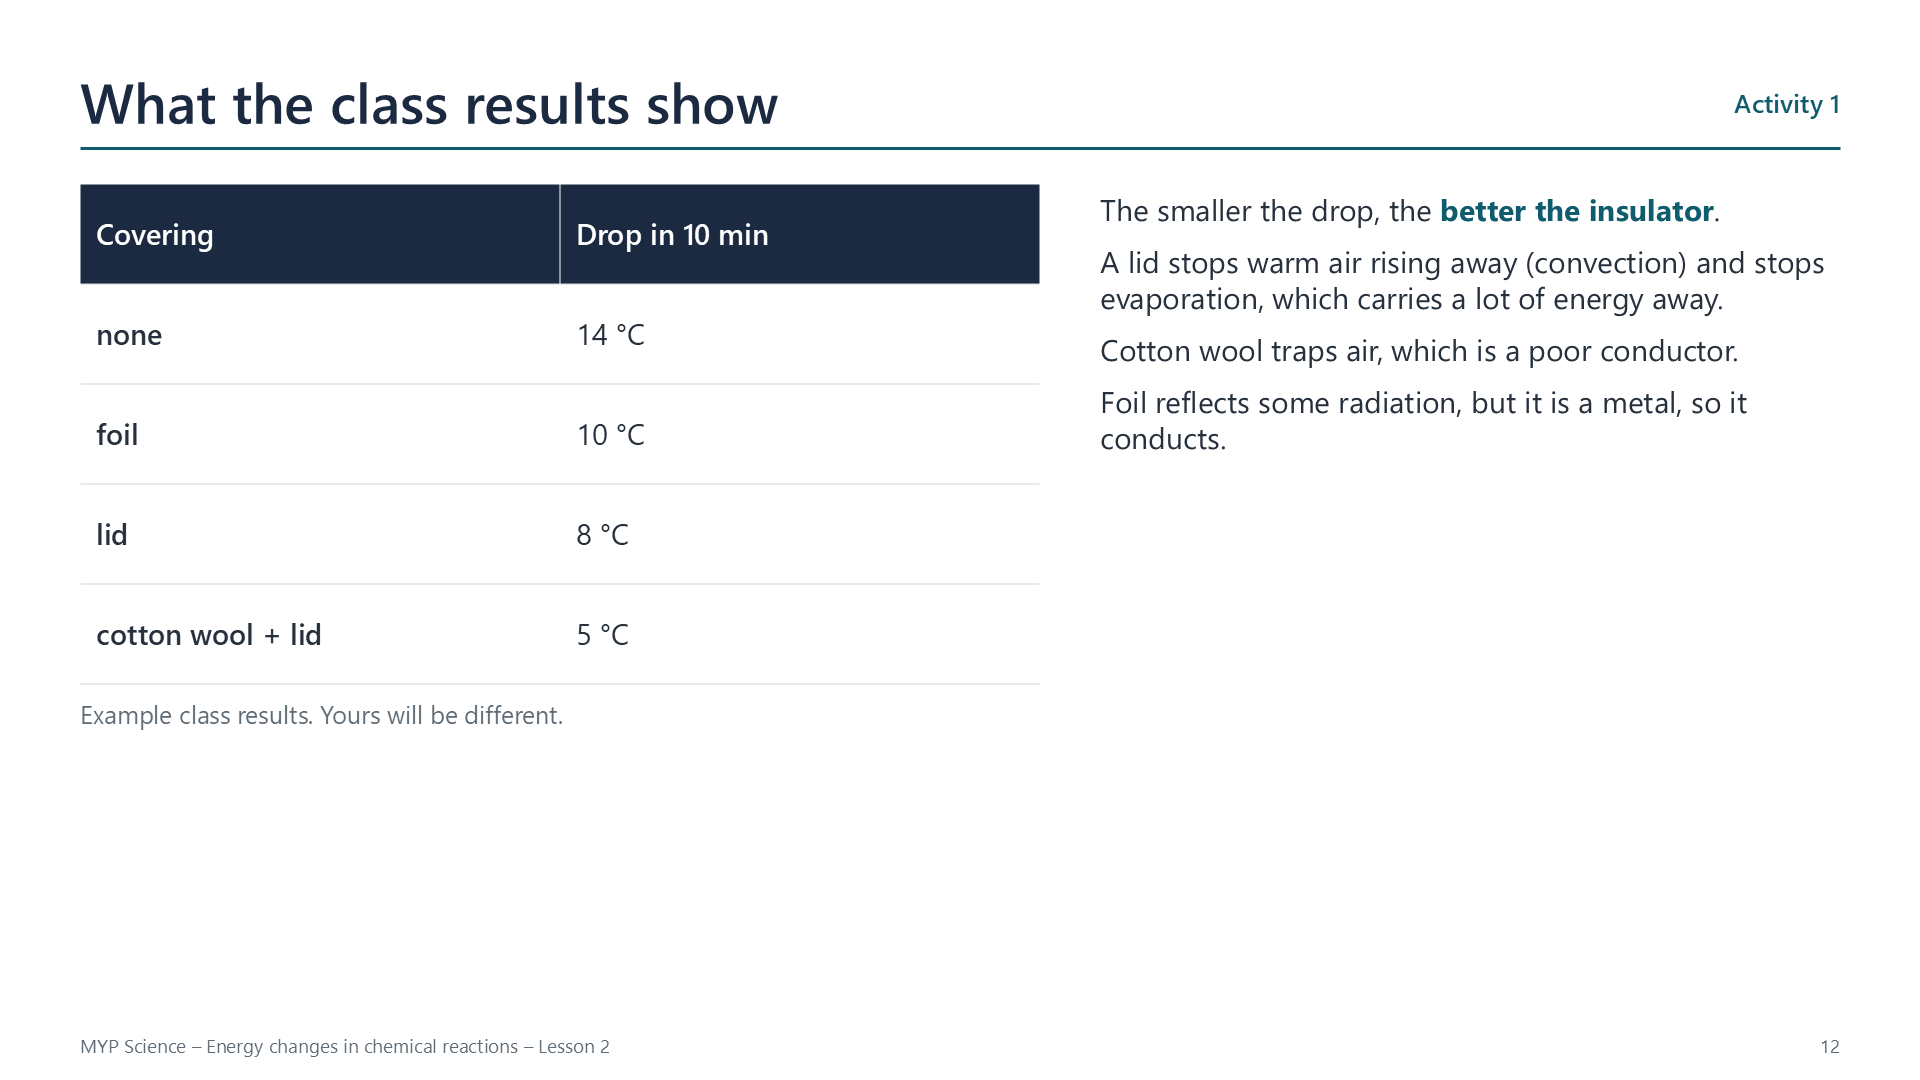 What the class results show
Activity 1
Covering
Drop in 10 min
none
14 °C
foil
10 °C
lid
8 °C
cotton wool + lid
5 °C
Example class results. Yours will be different.
The smaller the drop, the better the insulator.
A lid stops warm air rising away (convection) and stops
evaporation, which carries a lot of energy away.
Cotton wool traps air, which is a poor conductor.
Foil reflects some radiation, but it is a metal, so it
conducts.
MYP Science – Energy changes in chemical reactions – Lesson 2
12